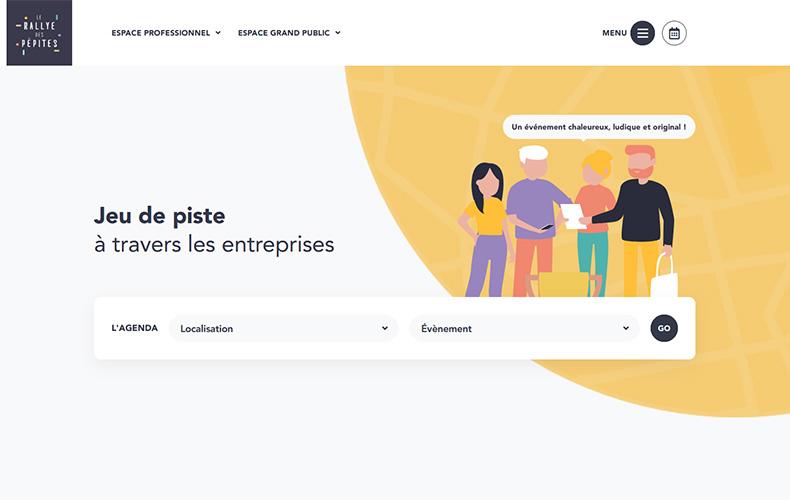 LE
RALLYE
DES
PÉPITES
ESPACE PROFESSIONNEL
ESPACE GRAND PUBLIC
MENU
Un événement chaleureux, ludique et original !
Jeu de piste
à travers les entreprises
L'AGENDA
Localisation
Évènement
GO